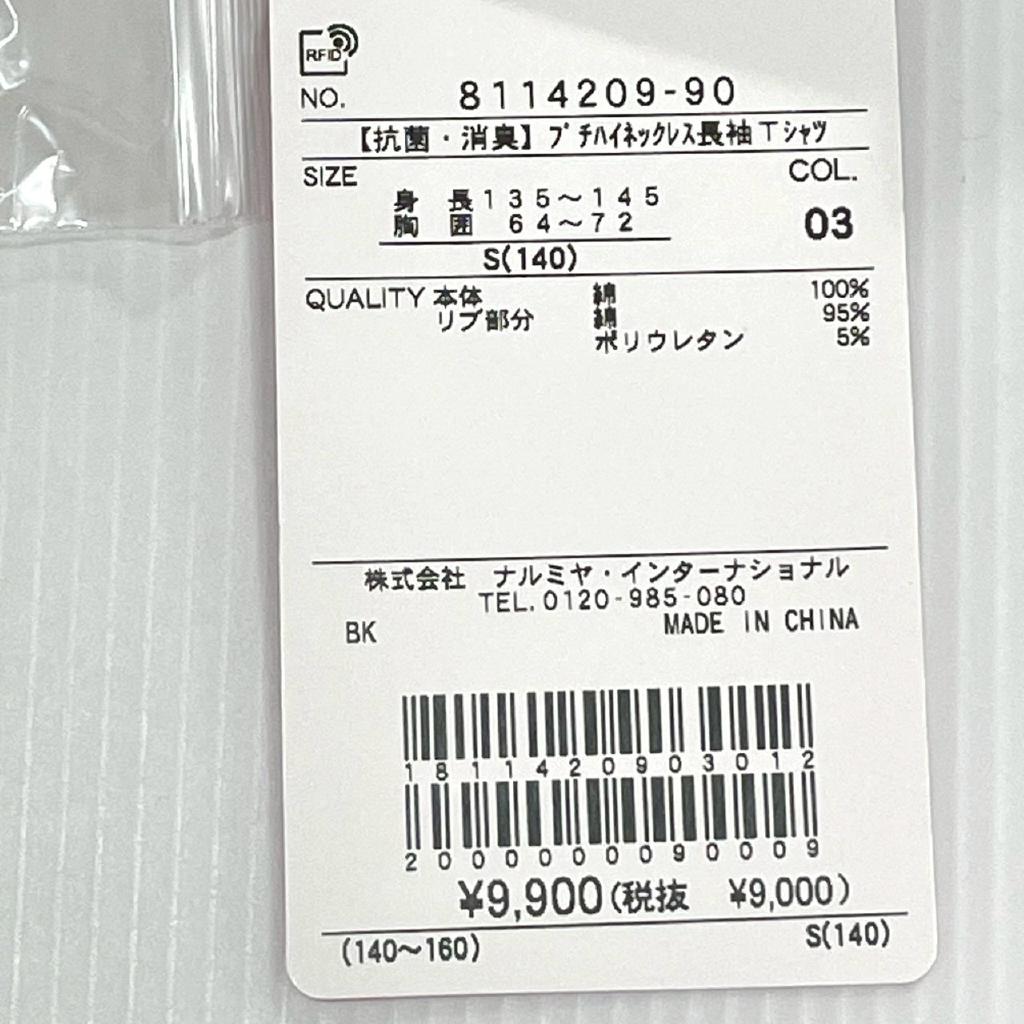 RFID
NO. 8114209-90
【抗菌・消臭】プチハイネックレス長袖Tシャツ
SIZE COL.
身 長 135～145
胸 囲 64～72 03
S(140)
QUALITY 本体 綿 100%
リブ部分 綿 95%
ポリウレタン 5%
株式会社 ナルミヤ・インターナショナル
TEL.0120-985-080
BK MADE IN CHINA
1811420903012
2000000090009
¥9,900(税抜 ¥9,000)
(140～160) S(140)